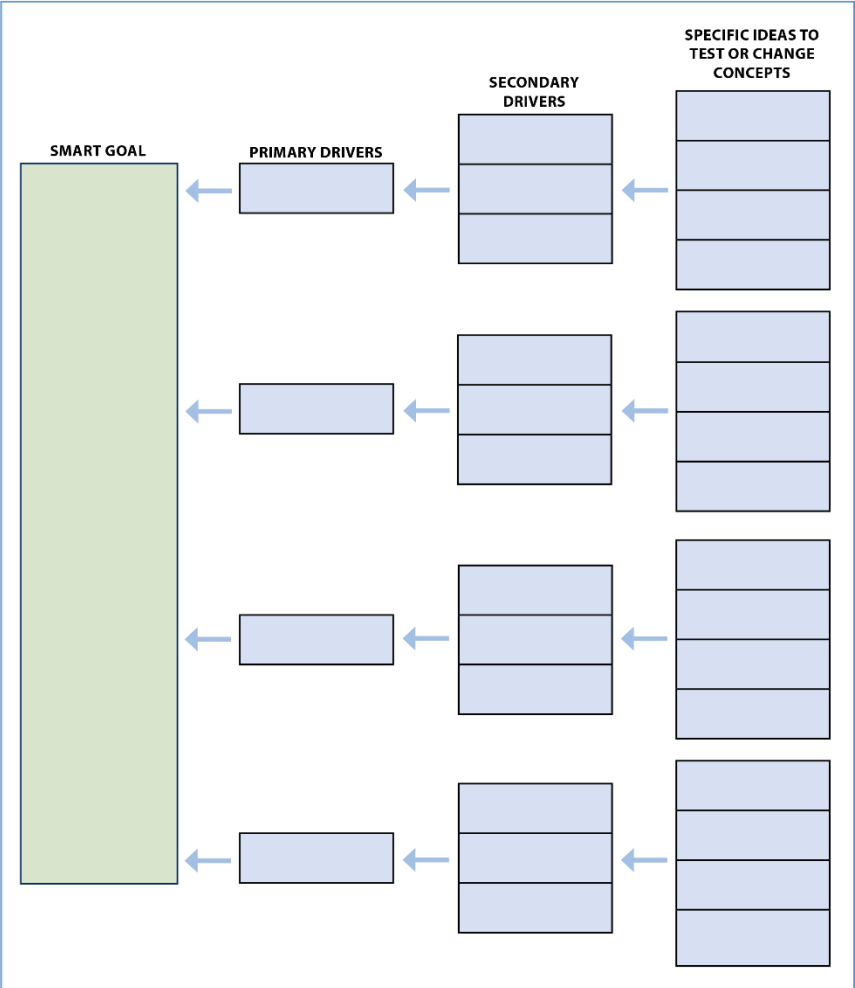 SMART GOAL
PRIMARY DRIVERS
SECONDARY
DRIVERS
SPECIFIC IDEAS TO
TEST OR CHANGE
CONCEPTS